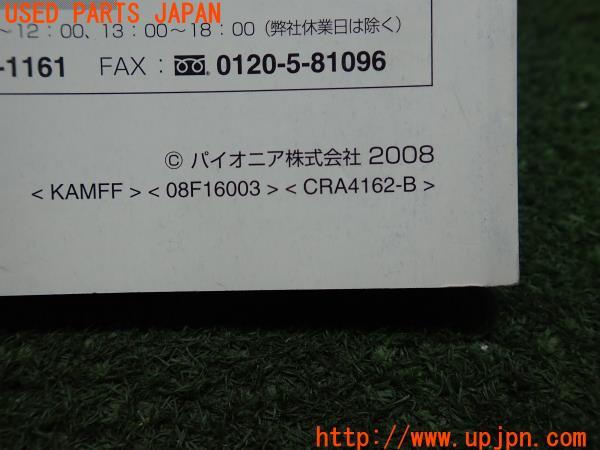 USED PARTS JAPAN
～12：00、13：00～18：00（弊社休業日は除く）
-1161 FAX： 0120-5-81096
© パイオニア株式会社 2008
< KAMFF > < 08F16003 > < CRA4162-B >
http://www.upjpn.com